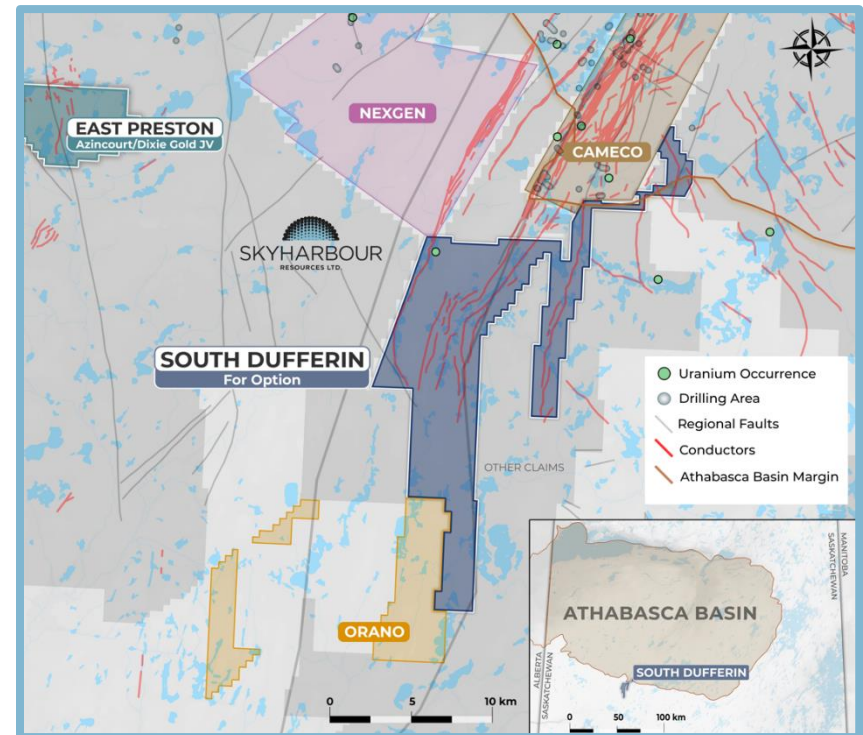 NEXGEN
EAST PRESTON
Azincourt/Dixie Gold JV
CAMECO
SKYHARBOUR
RESOURCES LTD.
SOUTH DUFFERIN
For Option
Uranium Occurrence
Drilling Area
Regional Faults
Conductors
Athabasca Basin Margin
OTHER CLAIMS
ORANO
0 5 10 km
MANITOBA
SASKATCHEWAN
ATHABASCA BASIN
SOUTH DUFFERIN
ALBERTA
SASKATCHEWAN
0 50 100 km